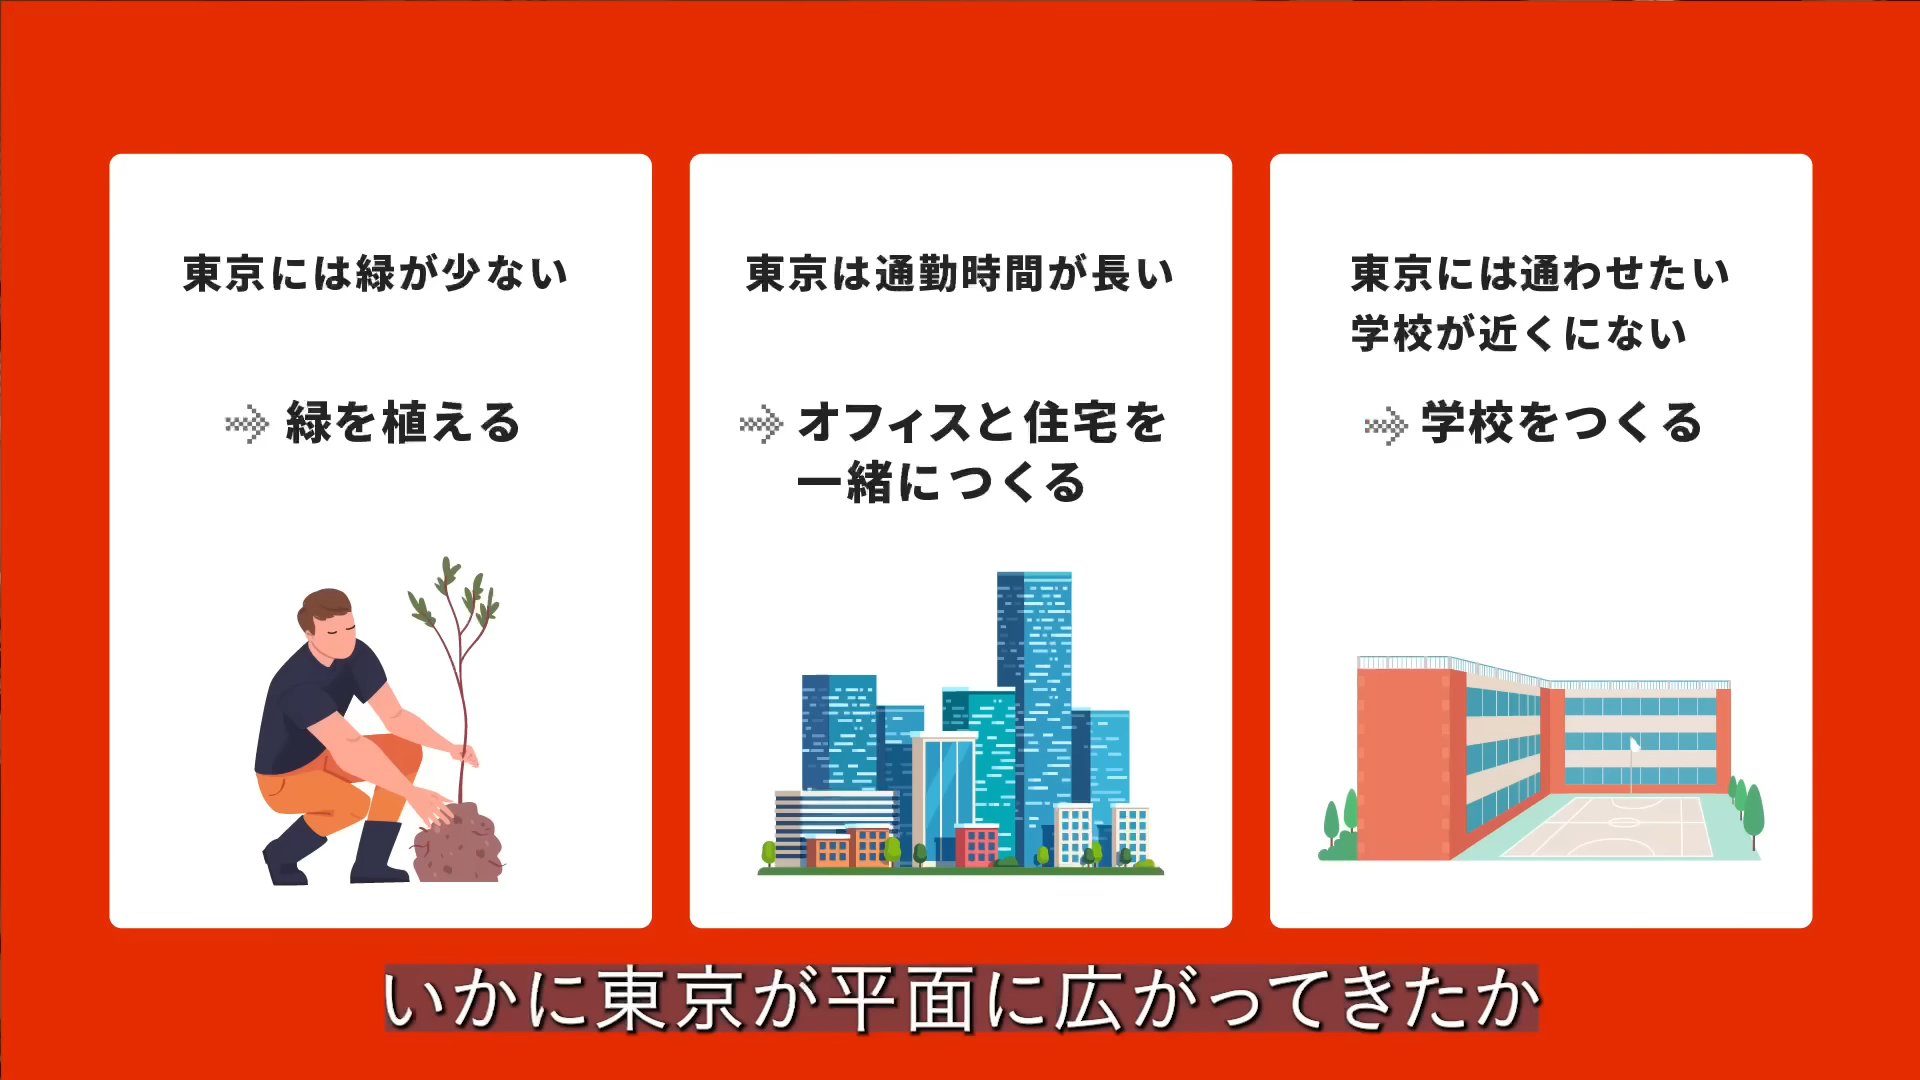 東京には緑が少ない
緑を植える
東京は通勤時間が長い
オフィスと住宅を
一緒につくる
東京には通わせたい
学校が近くにない
学校をつくる
いかに東京が平面に広がってきたか